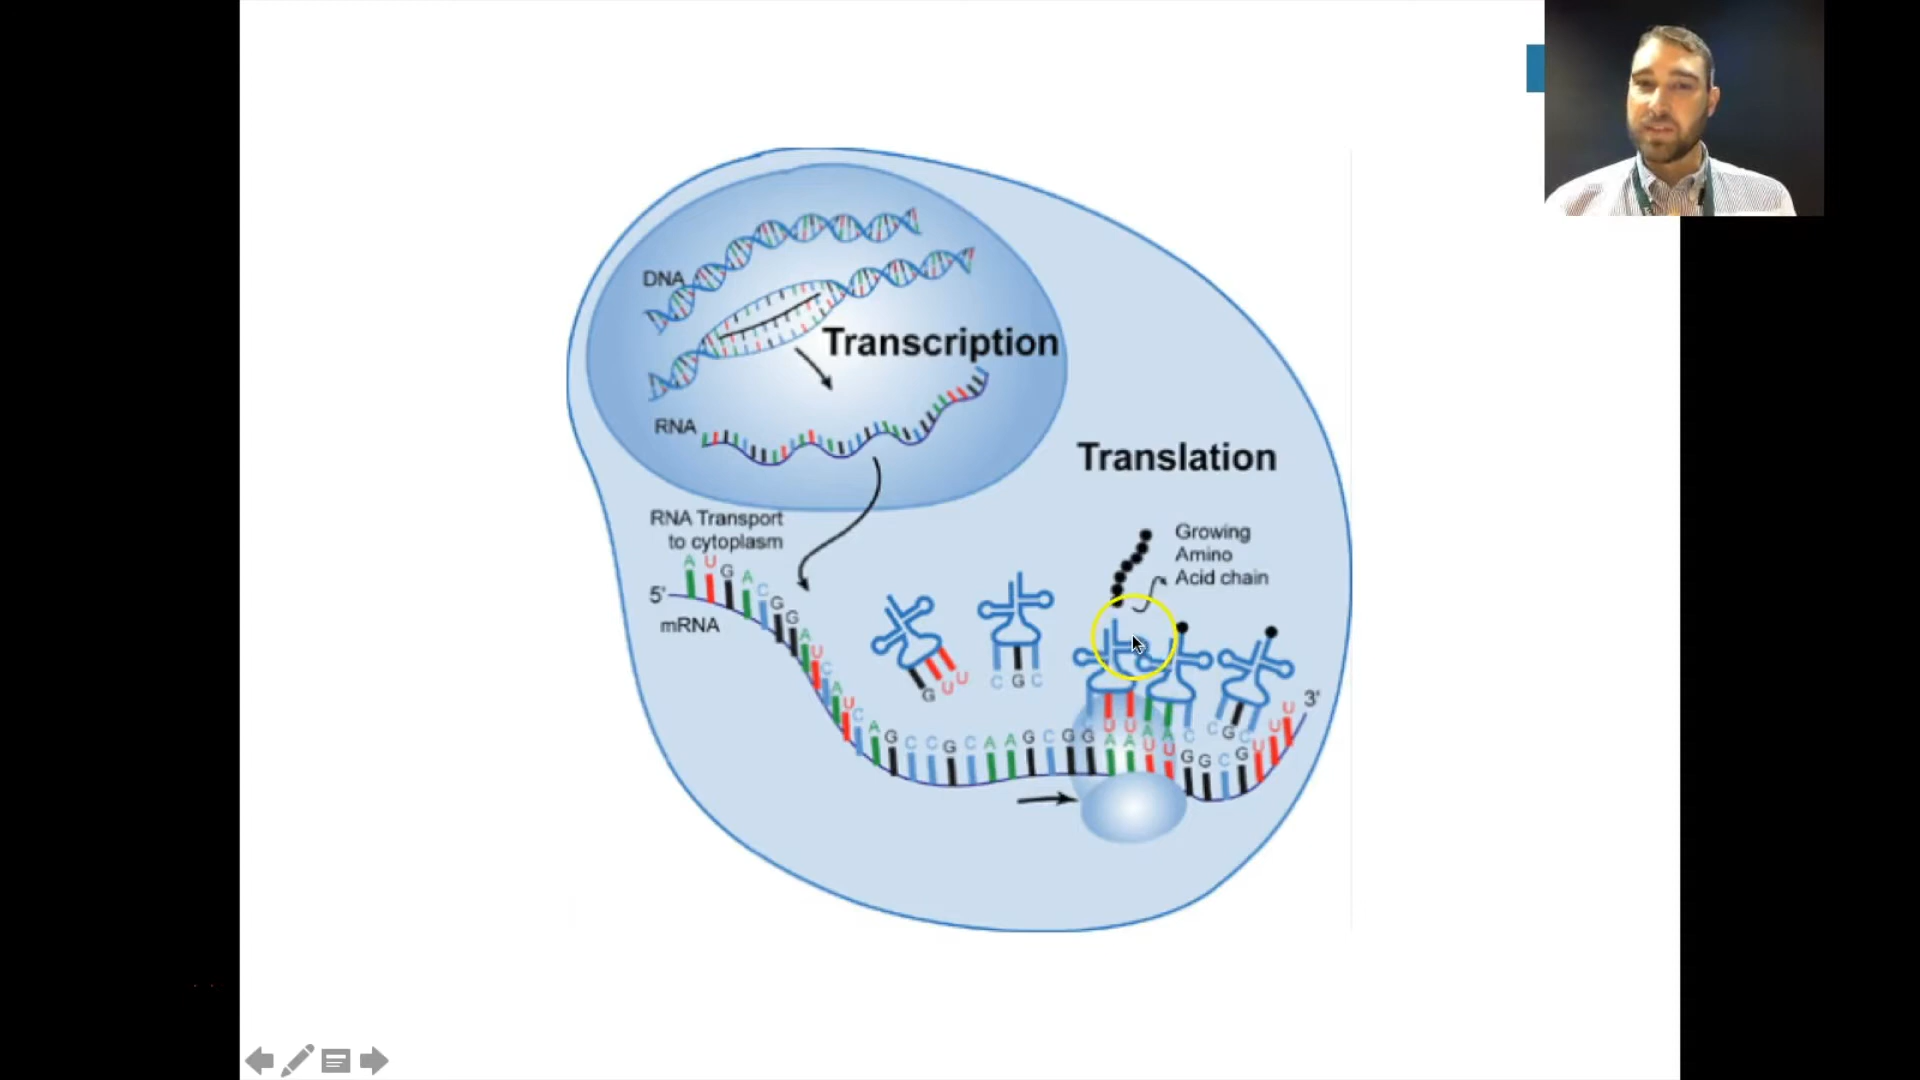 DNA
Transcription
RNA
Translation
RNA Transport
to cytoplasm
Growing
Amino
Acid chain
5'
mRNA
A U G A C G G A U C A U C A G C C G C A A G C G G A A U U G G C G U U U
3'
G U U
C G C
U U A A C
C G C